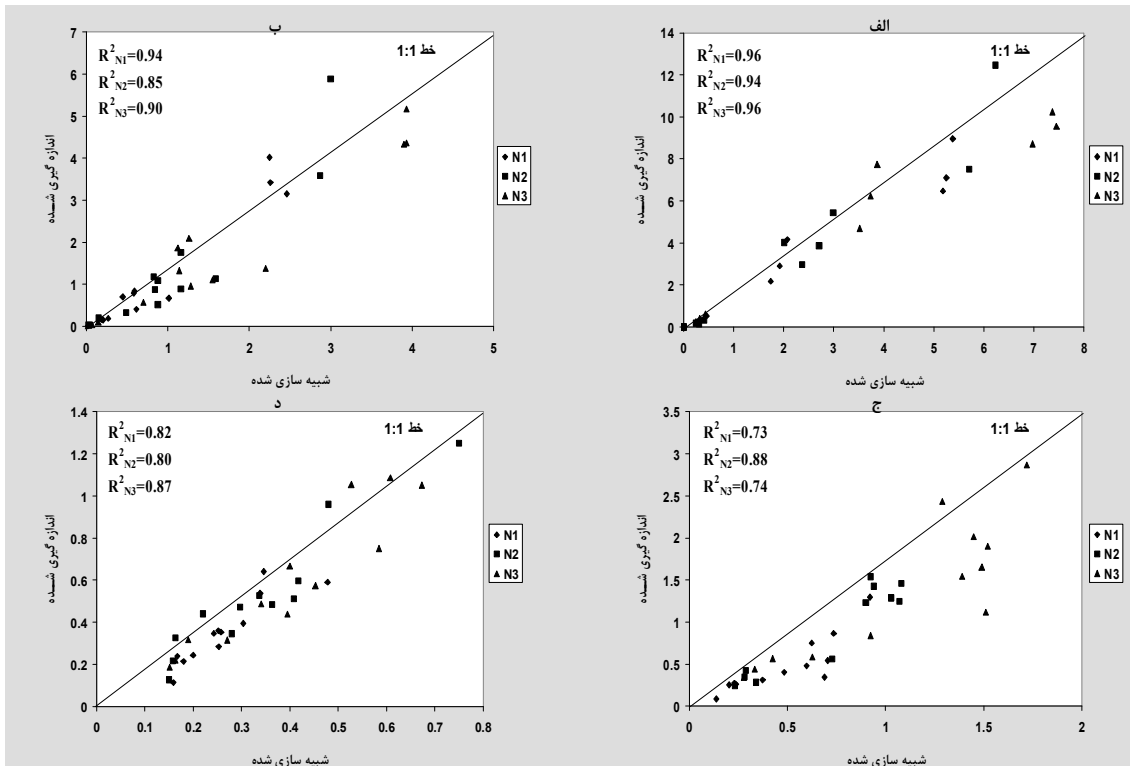 الف
خط 1:1
R²N1=0.96
R²N2=0.94
R²N3=0.96
اندازه گیری شده
14
12
10
8
6
4
2
0
0 1 2 3 4 5 6 7 8
شبیه سازی شده
N1
N2
N3
ب
خط 1:1
R²N1=0.94
R²N2=0.85
R²N3=0.90
اندازه گیری شده
7
6
5
4
3
2
1
0
0 1 2 3 4 5
شبیه سازی شده
N1
N2
N3
ج
خط 1:1
R²N1=0.73
R²N2=0.88
R²N3=0.74
اندازه گیری شده
3.5
3
2.5
2
1.5
1
0.5
0
0 0.5 1 1.5 2
شبیه سازی شده
N1
N2
N3
د
خط 1:1
R²N1=0.82
R²N2=0.80
R²N3=0.87
اندازه گیری شده
1.4
1.2
1
0.8
0.6
0.4
0.2
0
0 0.1 0.2 0.3 0.4 0.5 0.6 0.7 0.8
شبیه سازی شده
N1
N2
N3